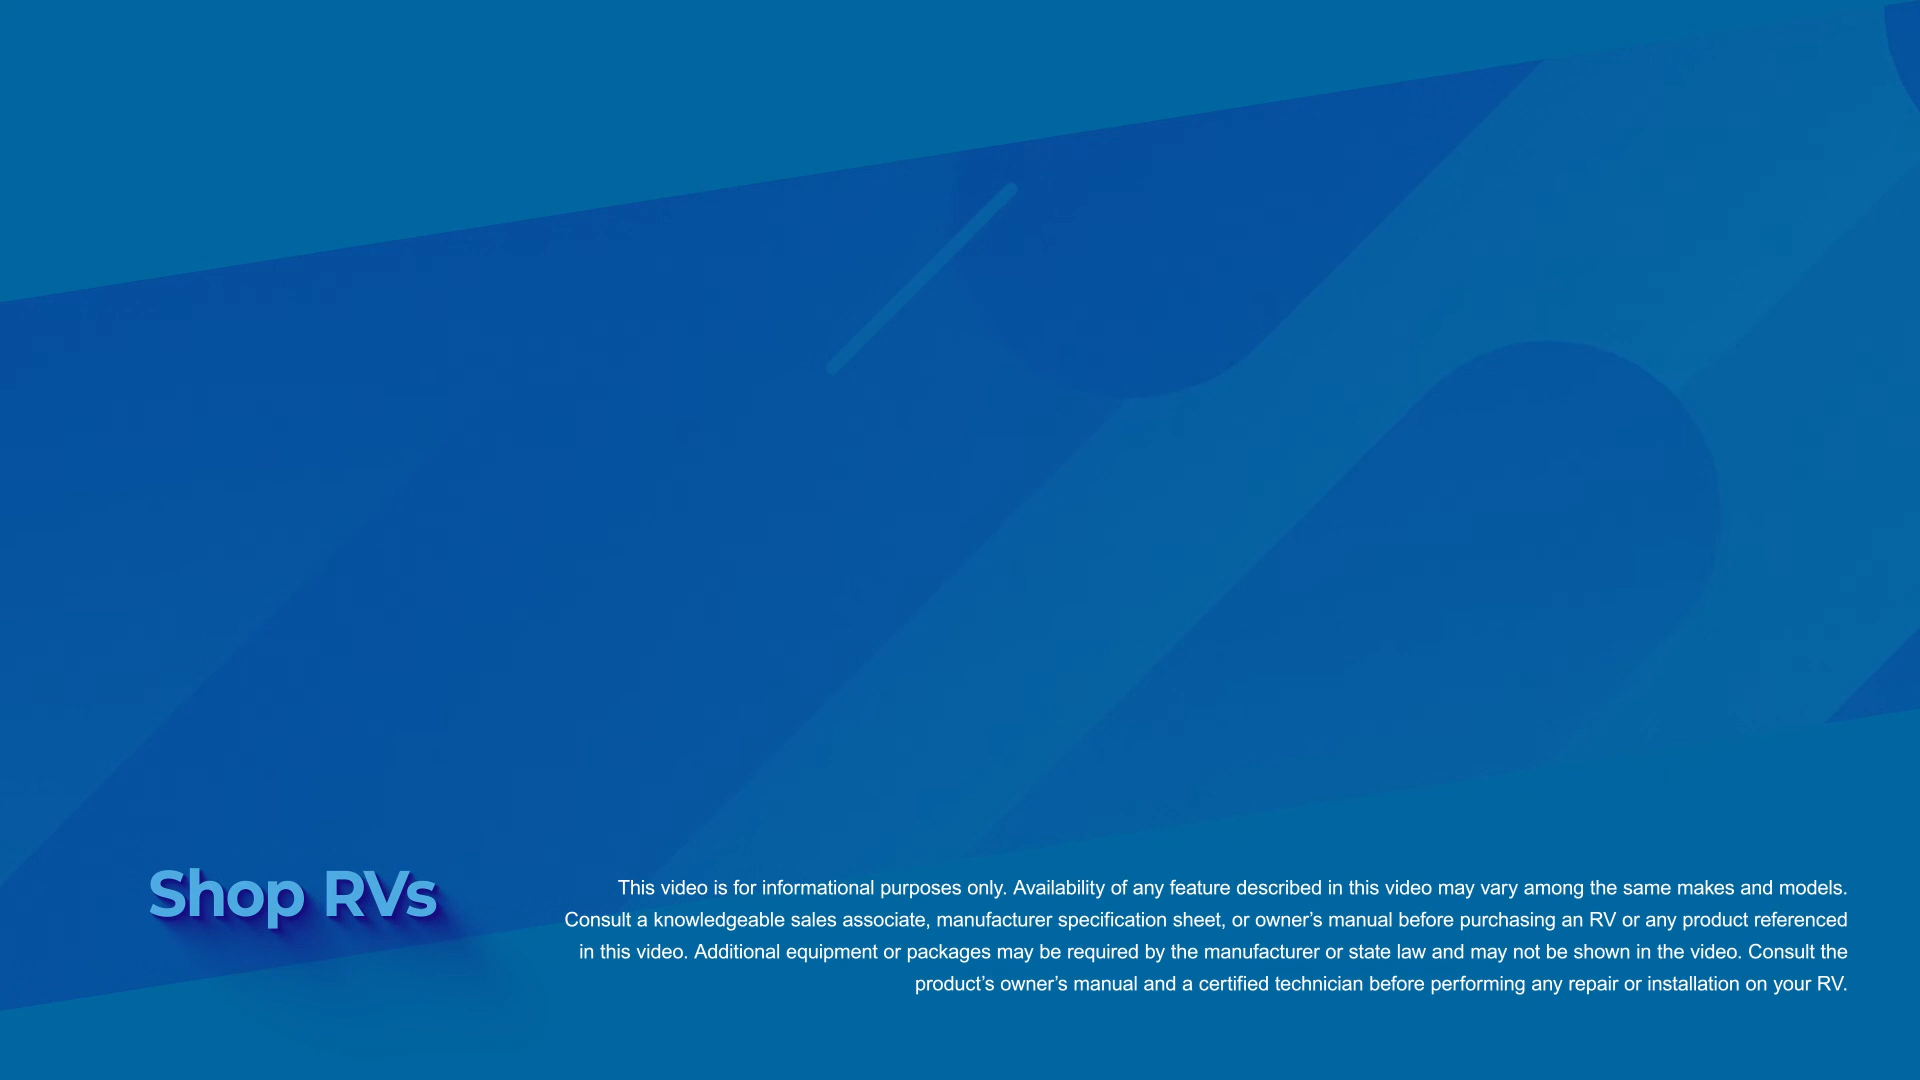 Shop RVs
This video is for informational purposes only. Availability of any feature described in this video may vary among the same makes and models.
Consult a knowledgeable sales associate, manufacturer specification sheet, or owner’s manual before purchasing an RV or any product referenced
in this video. Additional equipment or packages may be required by the manufacturer or state law and may not be shown in the video. Consult the
product’s owner’s manual and a certified technician before performing any repair or installation on your RV.